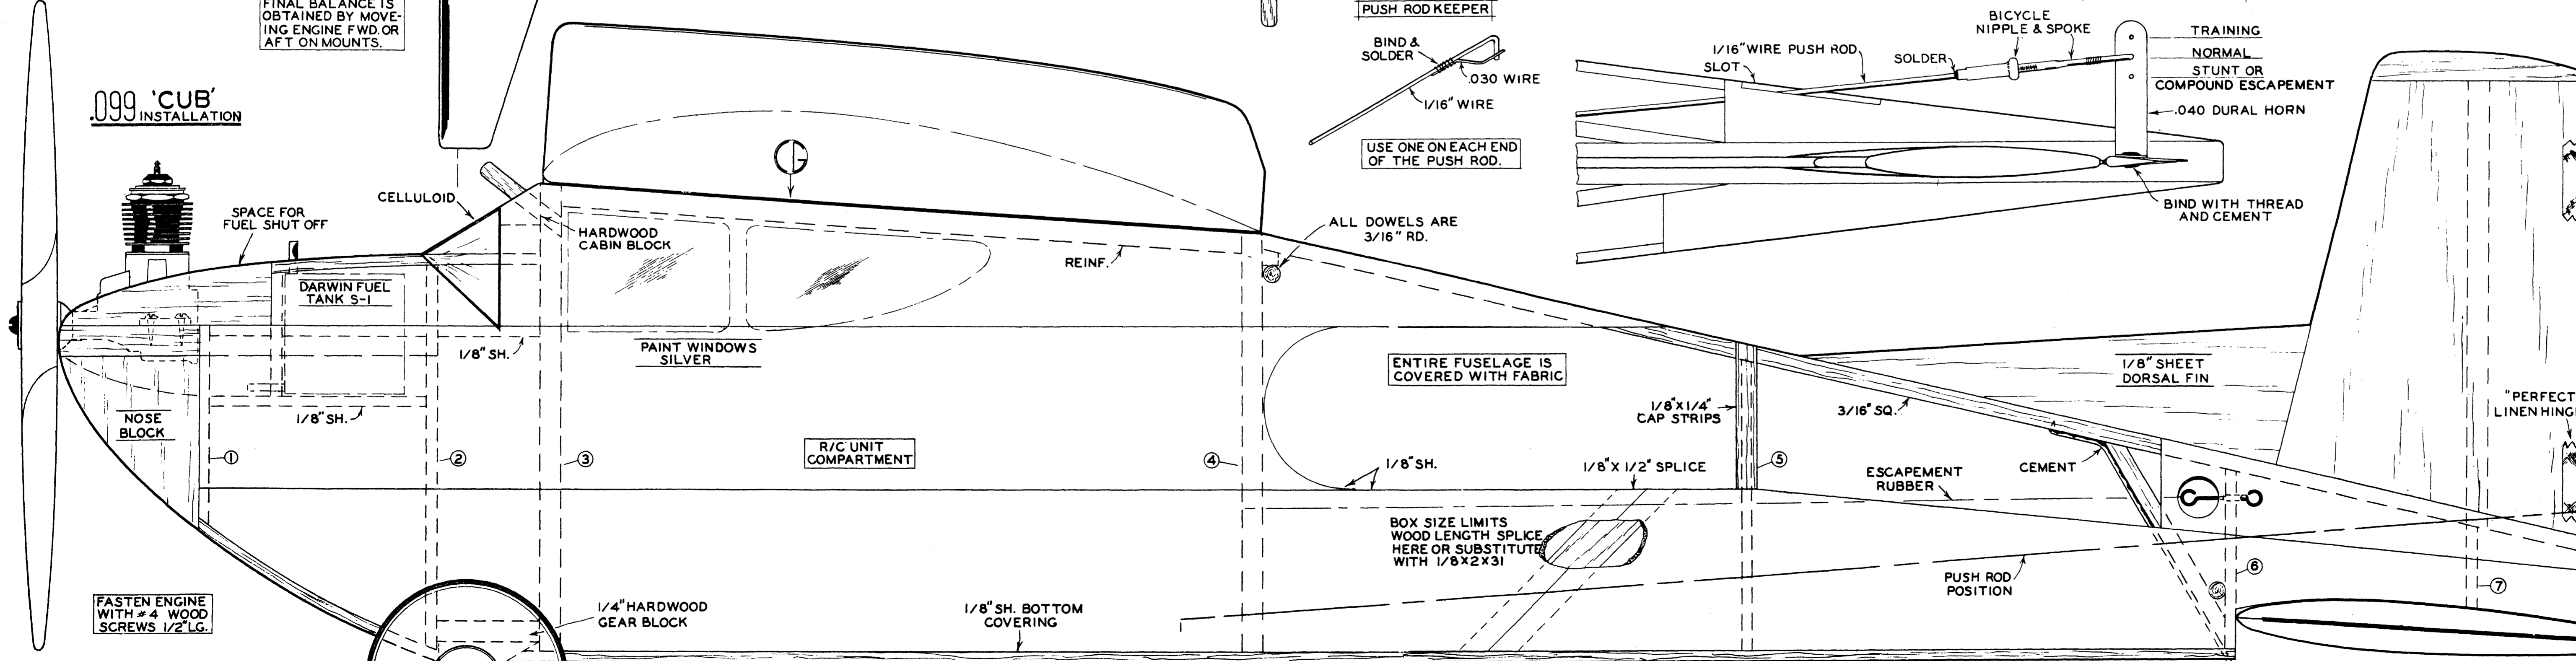 FINAL BALANCE IS
OBTAINED BY MOVE-
ING ENGINE FWD. OR
AFT ON MOUNTS.
PUSH ROD KEEPER
BIND &
SOLDER
.030 WIRE
1/16" WIRE
USE ONE ON EACH END
OF THE PUSH ROD.
1/16" WIRE PUSH ROD
SLOT
SOLDER
BICYCLE
NIPPLE & SPOKE
TRAINING
NORMAL
STUNT OR
COMPOUND ESCAPEMENT
.040 DURAL HORN
BIND WITH THREAD
AND CEMENT
.099 'CUB'
INSTALLATION
SPACE FOR
FUEL SHUT OFF
CELLULOID
HARDWOOD
CABIN BLOCK
CG
ALL DOWELS ARE
3/16" RD.
REINF.
DARWIN FUEL
TANK S-1
1/8" SH.
PAINT WINDOWS
SILVER
ENTIRE FUSELAGE IS
COVERED WITH FABRIC
1/8" SHEET
DORSAL FIN
"PERFECT
LINEN HING
NOSE
BLOCK
1/8" SH.
1/8" X 1/4"
CAP STRIPS
3/16" SQ.
1
2
3
R/C UNIT
COMPARTMENT
4
1/8" SH.
1/8" X 1/2" SPLICE
5
ESCAPEMENT
RUBBER
CEMENT
BOX SIZE LIMITS
WOOD LENGTH SPLICE
HERE OR SUBSTITUTE
WITH 1/8X2X31
PUSH ROD
POSITION
6
7
FASTEN ENGINE
WITH #4 WOOD
SCREWS 1/2" LG.
1/4" HARDWOOD
GEAR BLOCK
1/8" SH. BOTTOM
COVERING